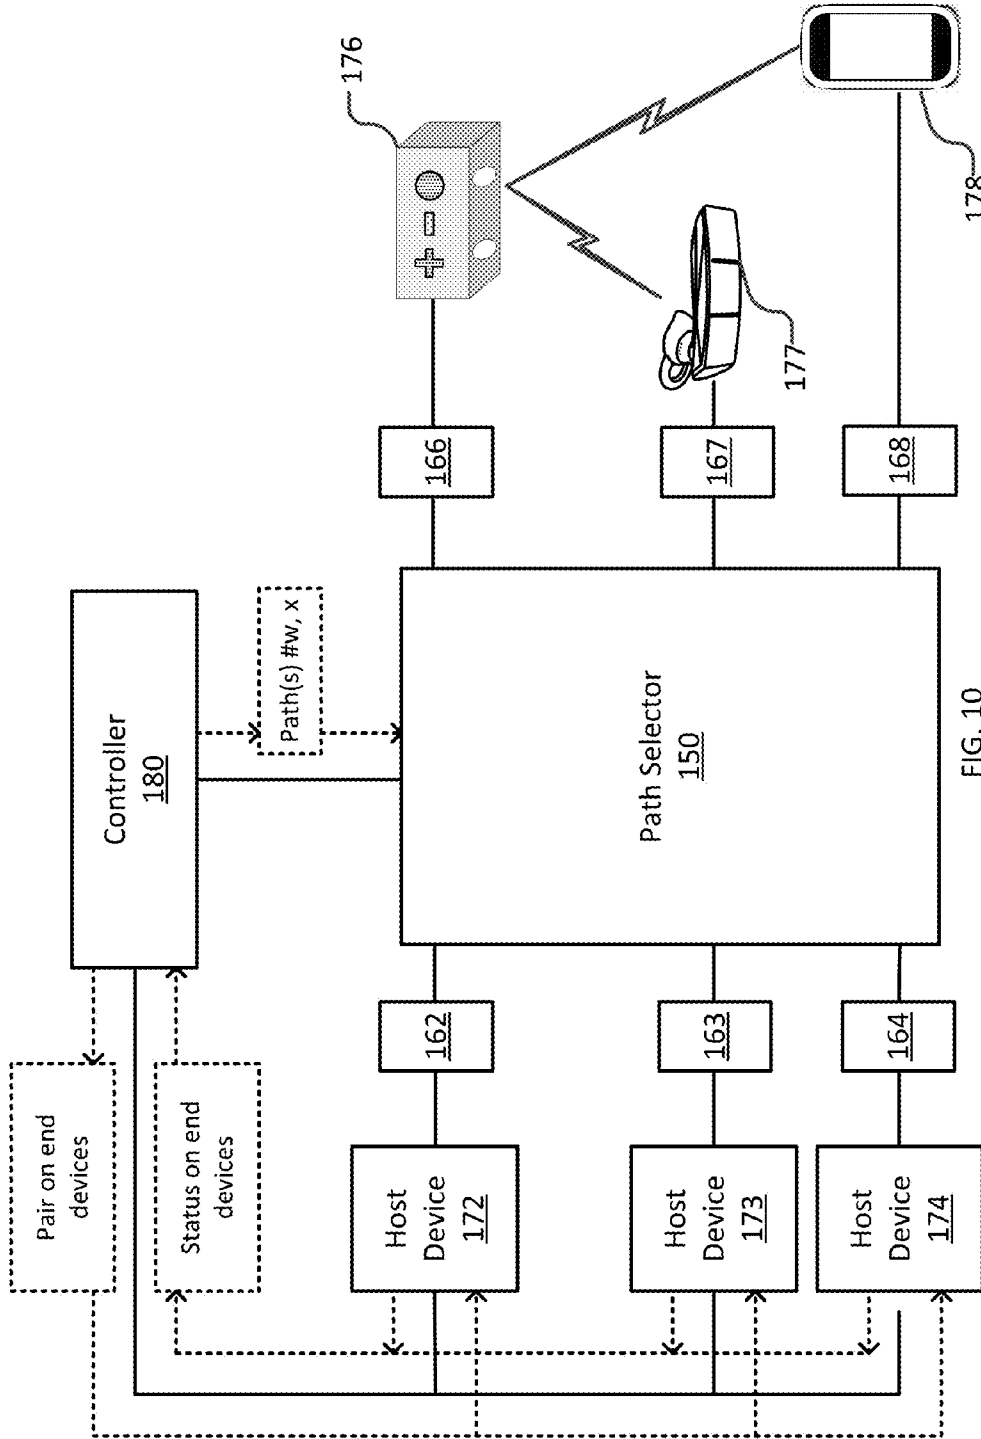 Pair on end
devices
Status on end
devices
Controller
180
Path(s) #w, x
Host
Device
172
Host
Device
173
Host
Device
174
162
163
164
Path Selector
150
166
167
168
176
177
178
FIG. 10